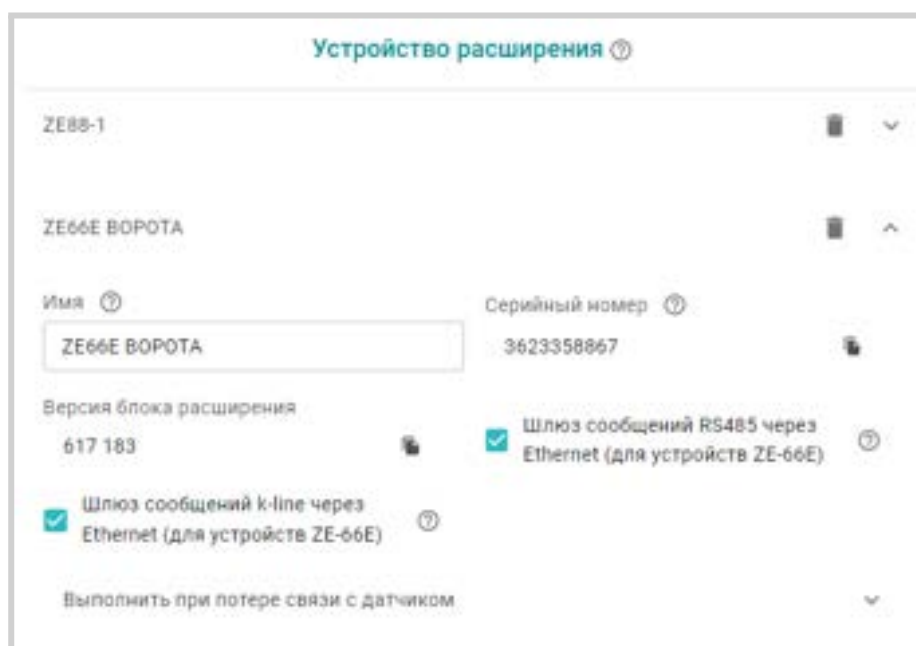 Устройство расширения
ZE88-1
ZE66E ВОРОТА
Имя
ZE66E ВОРОТА
Серийный номер
3623358867
Версия блока расширения
617 183
Шлюз сообщений RS485 через
Ethernet (для устройств ZE-66E)
Шлюз сообщений k-line через
Ethernet (для устройств ZE-66E)
Выполнить при потере связи с датчиком